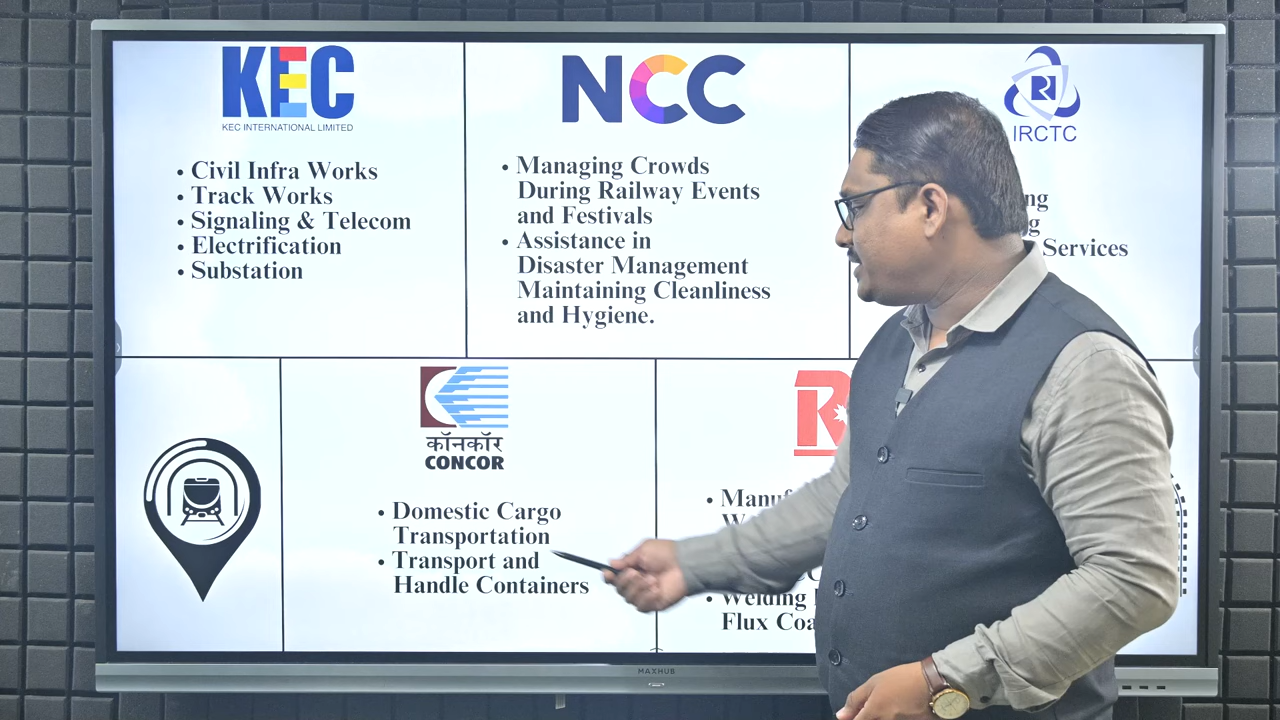 KEC
KEC INTERNATIONAL LIMITED
• Civil Infra Works
• Track Works
• Signaling & Telecom
• Electrification
• Substation
NCC
• Managing Crowds
During Railway Events
and Festivals
• Assistance in
Disaster Management
Maintaining Cleanliness
and Hygiene.
IRCTC
Services
कॉनकॉर
CONCOR
• Domestic Cargo
Transportation
• Transport and
Handle Containers
• Welding
Flux
MAXHUB